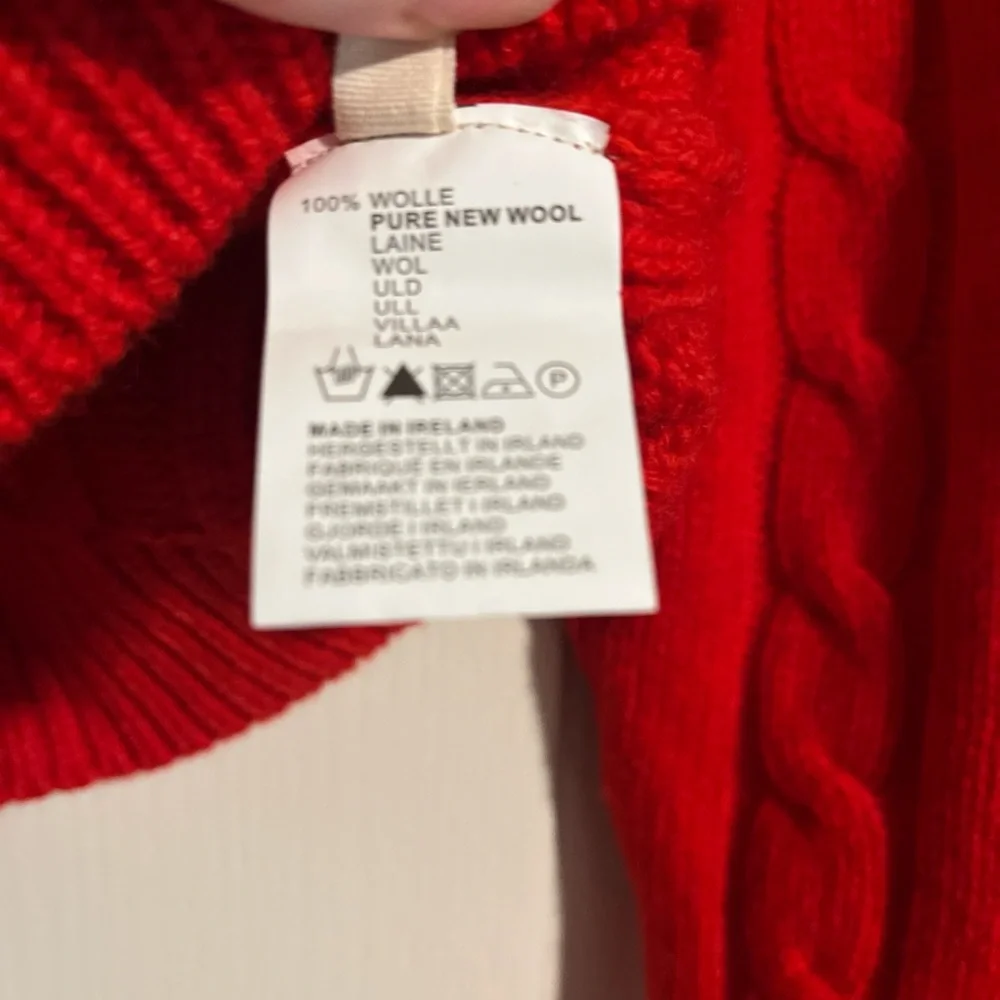 100% WOLLE
PURE NEW WOOL
LAINE
WOL
ULD
ULL
VILLAA
LANA
P
MADE IN IRELAND
HERGESTELLT IN IRLAND
FABRIQUÉ EN IRLANDE
GEMAAKT IN IERLAND
FREMSTILLET I IRLAND
GJORDE I IRLAND
VALMISTETTU I IRLAND
FABBRICATO IN IRLANDA